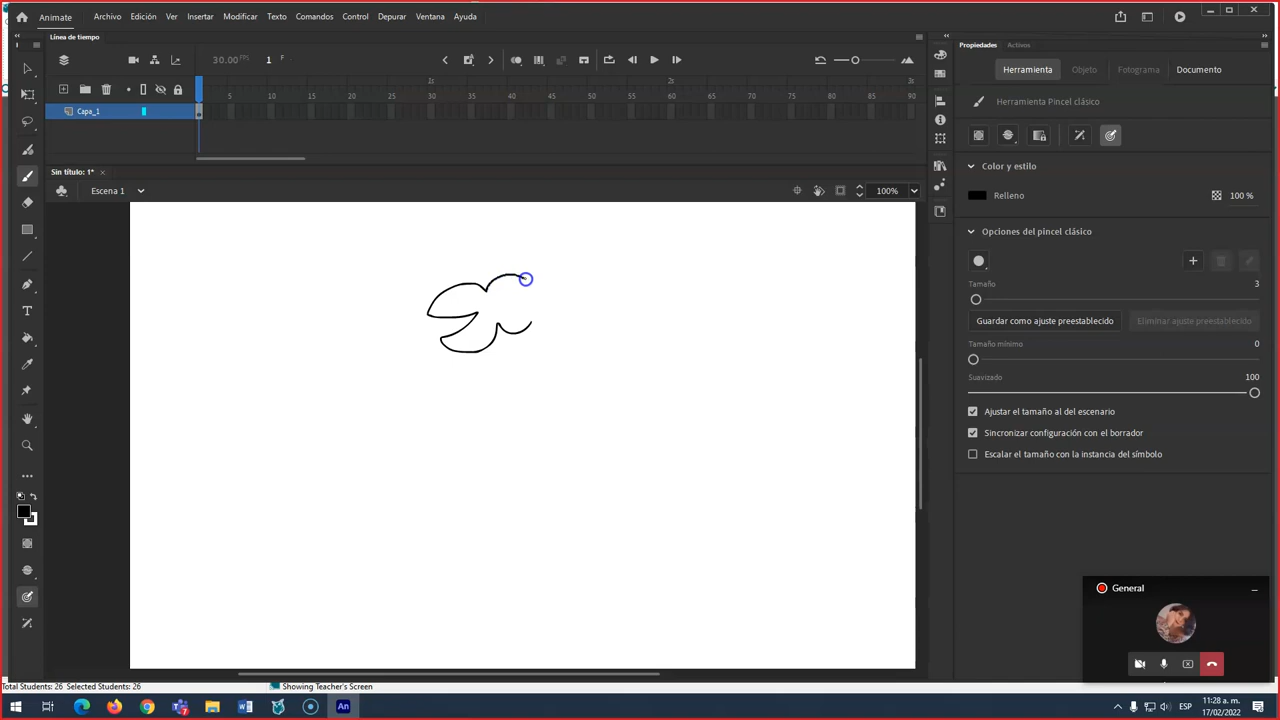 Animate Archivo Edición Ver Insertar Modificar Texto Comandos Control Depurar Ventana Ayuda
Línea de tiempo
30.00 FPS 1 F
1s 2s 3s
5 10 15 20 25 30 35 40 45 50 55 60 65 70 75 80 85 90
Capa_1
Sin título: 1* ×
Escena 1 100%
Propiedades Activos
Herramienta Objeto Fotograma Documento
Herramienta Pincel clásico
Color y estilo
Relleno 100 %
Opciones del pincel clásico
Tamaño 3
Guardar como ajuste preestablecido Eliminar ajuste preestablecido
Tamaño mínimo 0
Suavizado 100
Ajustar el tamaño al del escenario
Sincronizar configuración con el borrador
Escalar el tamaño con la instancia del símbolo
General
Total Students: 26 Selected Students: 26 Showing Teacher's Screen
An
ESP
11:28 a. m.
17/02/2022